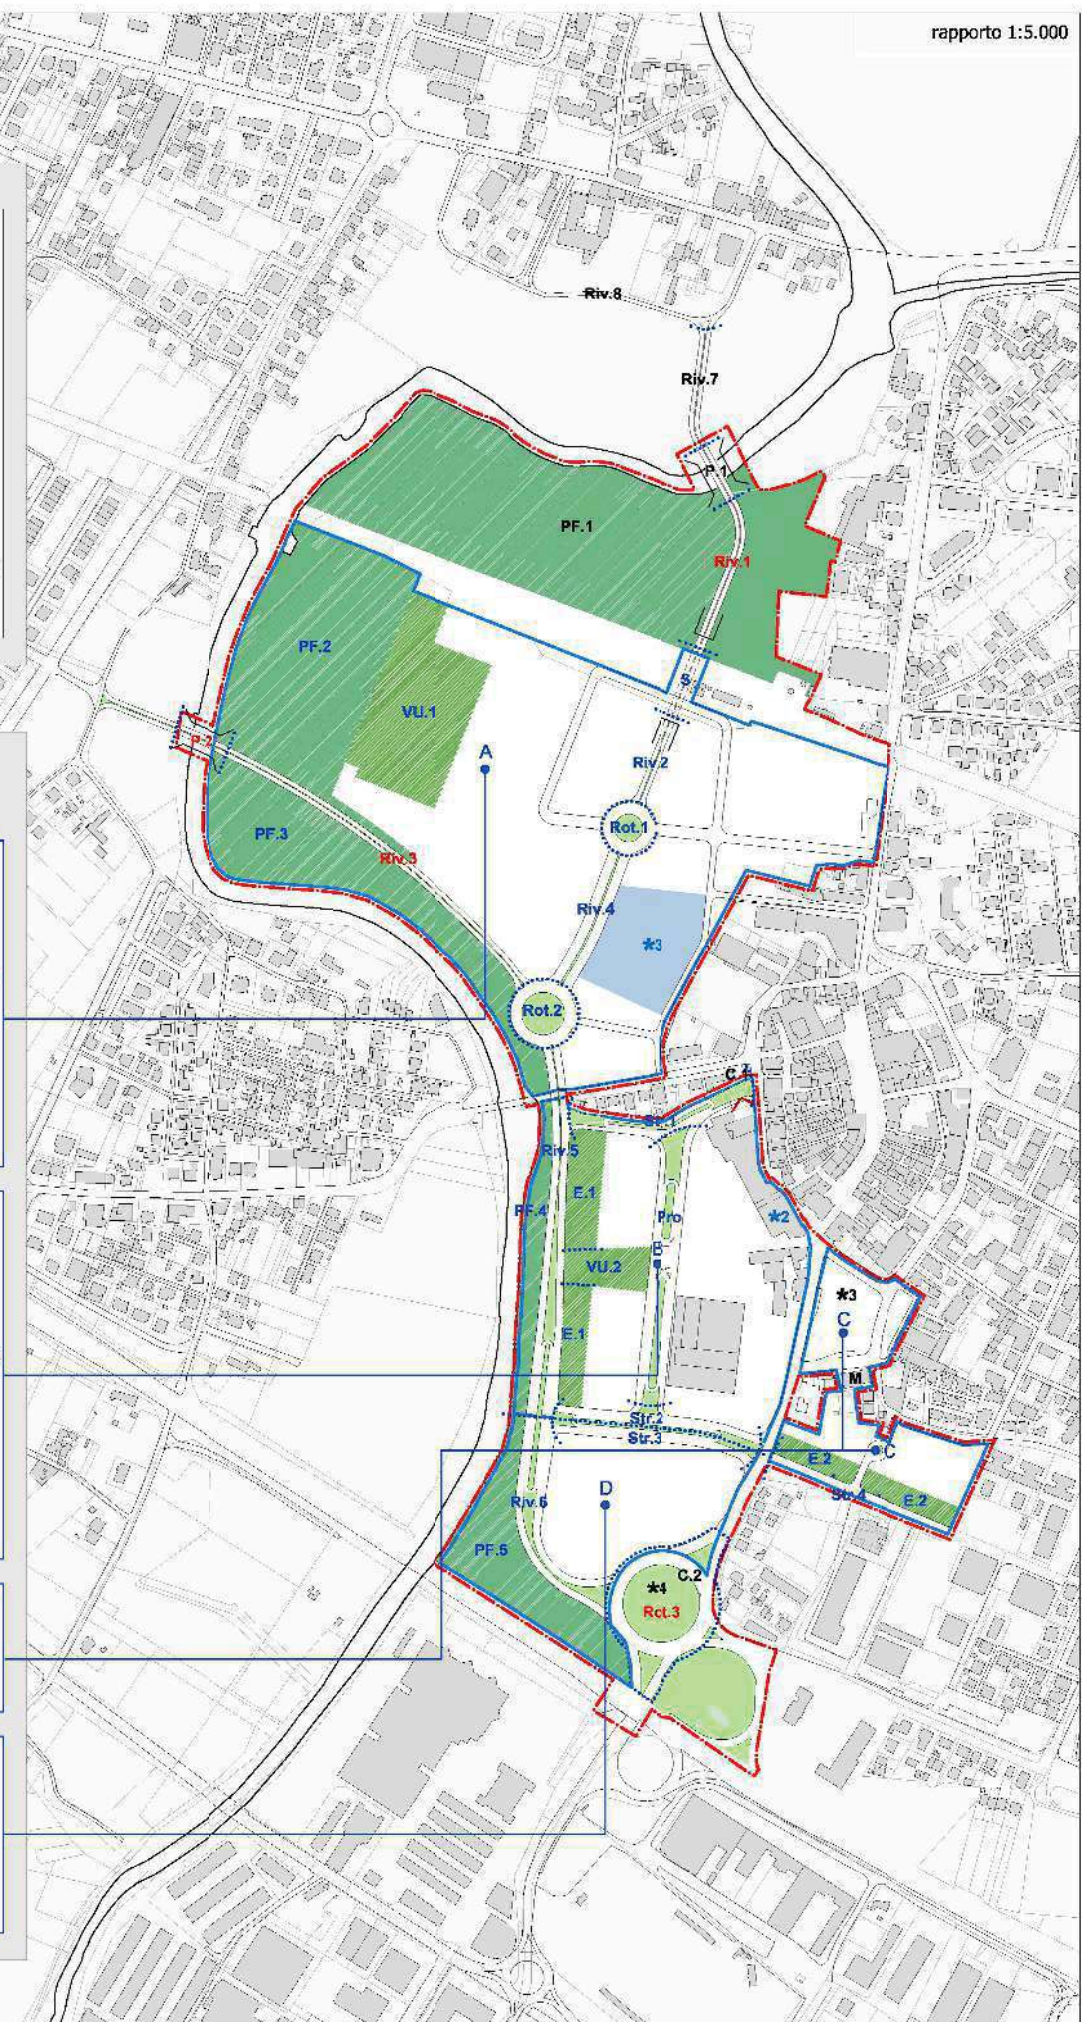 rapporto 1:5.000
Riv.8
Riv.7
P.1
PF.1
Riv.1
PF.2
S
VU.1
P.2
A
Riv.2
Rot.1
PF.3
Riv.3
Riv.4
*3
Rot.2
C.1
Riv.5
E.1
PF.4
Pro
*2
B
VU.2
*3
C
E.1
M
Str.2
Str.3
C
E.2
D
Str.4
E.2
Riv.6
PF.5
C.2
*4
Rot.3